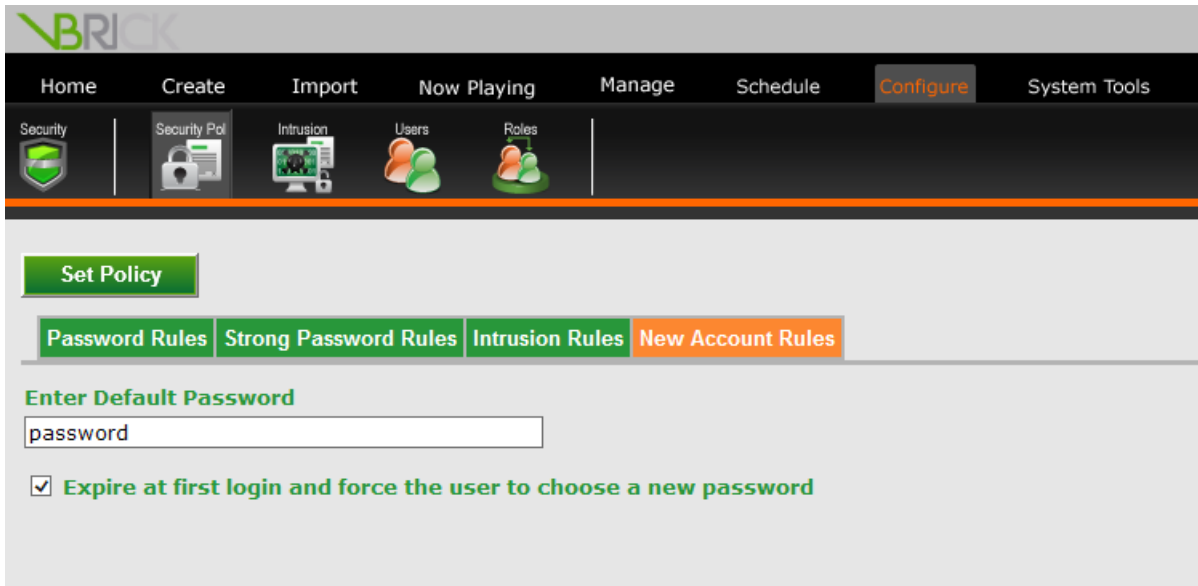 VBRICK
Home Create Import Now Playing Manage Schedule Configure System Tools
Security Security Pol Intrusion Users Roles
Set Policy
Password Rules Strong Password Rules Intrusion Rules New Account Rules
Enter Default Password
password
Expire at first login and force the user to choose a new password